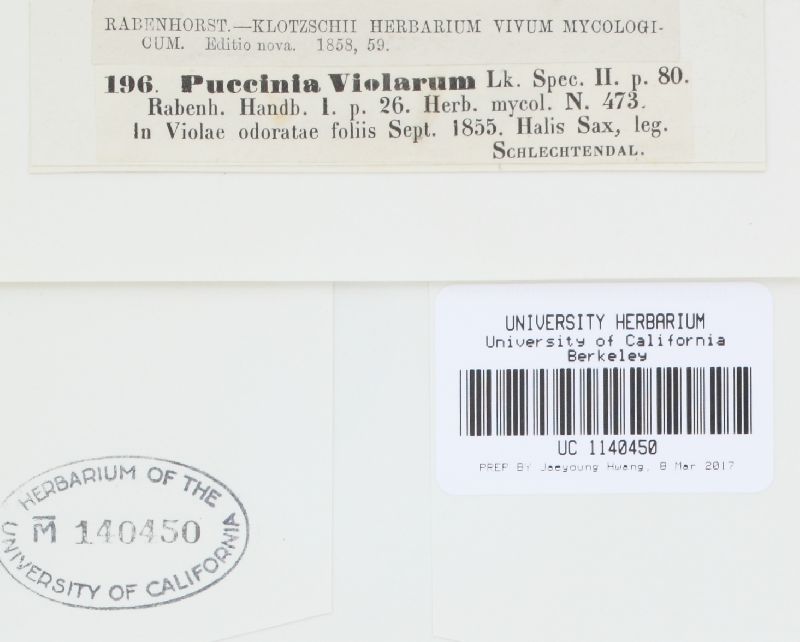 RABENHORST.—KLOTZSCHII HERBARIUM VIVUM MYCOLOGI-
CUM. Editio nova. 1858, 59.
196. Puccinia Violarum Lk. Spec. II. p. 80.
Rabenh. Handb. I. p. 26. Herb. mycol. N. 473.
In Violae odoratae foliis Sept. 1855. Halis Sax, leg.
SCHLECHTENDAL.
UNIVERSITY HERBARIUM
University of California
Berkeley
UC 1140450
PREP BY Jaeyoung Hwang, 8 Mar 2017
HERBARIUM OF THE
M̅ 140450
UNIVERSITY OF CALIFORNIA